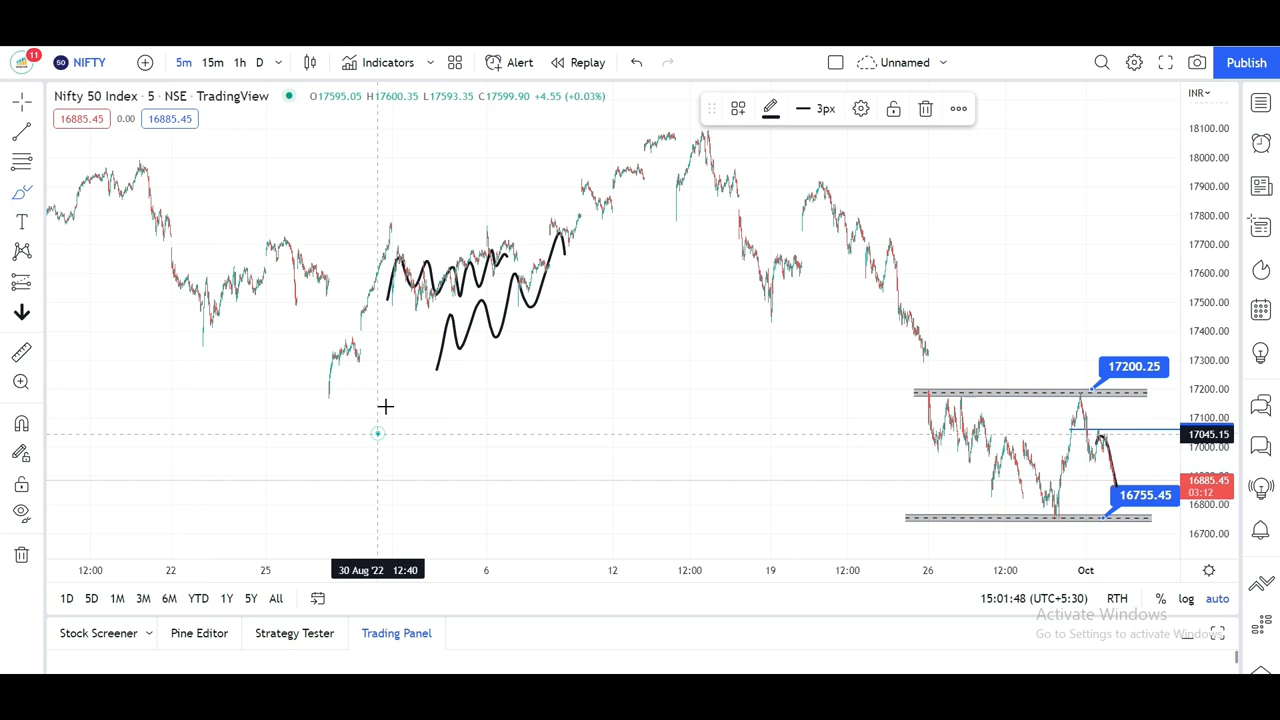 11
50 NIFTY 5m 15m 1h D Indicators Alert Replay Unnamed Publish
Nifty 50 Index · 5 · NSE · TradingView O17595.05 H17600.35 L17593.35 C17599.90 +4.55 (+0.03%)
16885.45 0.00 16885.45
3px
INR
18100.00
18000.00
17900.00
17800.00
17700.00
17600.00
17500.00
17400.00
17300.00
17200.25
17200.00
17100.00
17045.15
17000.00
16885.45
03:12
16755.45
16800.00
16700.00
12:00 22 25 30 Aug '22 12:40 6 12 12:00 19 12:00 26 12:00 Oct
1D 5D 1M 3M 6M YTD 1Y 5Y All 15:01:48 (UTC+5:30) RTH % log auto
Activate Windows
Go to Settings to activate Windows.
Stock Screener Pine Editor Strategy Tester Trading Panel